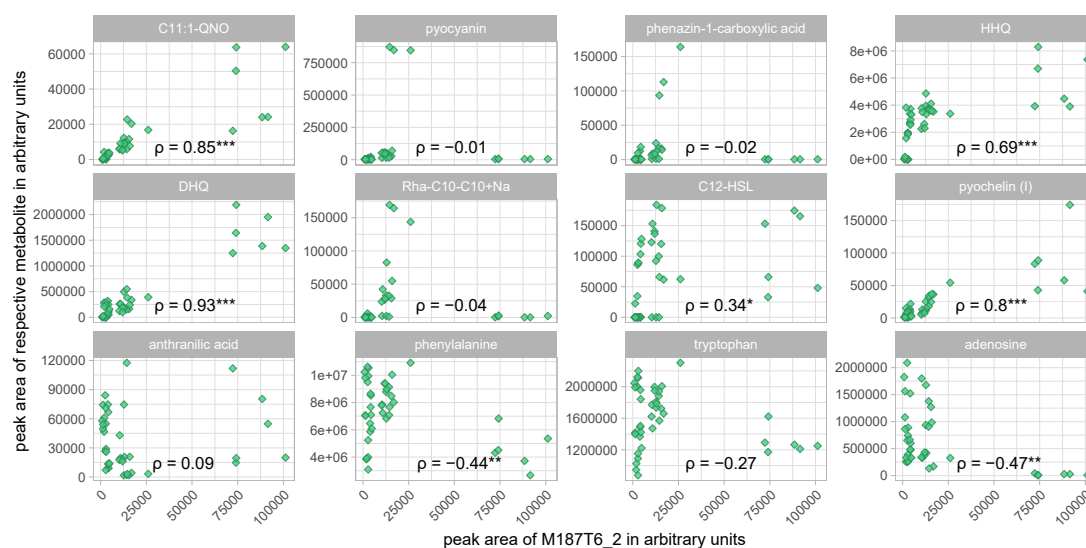 C11:1-QNO
pyocyanin
phenazin-1-carboxylic acid
HHQ
60000
40000
20000
0
ρ = 0.85***
750000
500000
250000
0
ρ = −0.01
150000
100000
50000
0
ρ = −0.02
8e+06
6e+06
4e+06
2e+06
0e+00
ρ = 0.69***
DHQ
Rha-C10-C10+Na
C12-HSL
pyochelin (I)
2000000
1500000
1000000
500000
0
ρ = 0.93***
150000
100000
50000
0
ρ = −0.04
150000
100000
50000
0
ρ = 0.34*
150000
100000
50000
0
ρ = 0.8***
anthranilic acid
phenylalanine
tryptophan
adenosine
120000
90000
60000
30000
0
ρ = 0.09
1e+07
8e+06
6e+06
4e+06
ρ = −0.44**
2000000
1600000
1200000
ρ = −0.27
2000000
1500000
1000000
500000
0
ρ = −0.47**
0 25000 50000 75000 100000
0 25000 50000 75000 100000
0 25000 50000 75000 100000
0 25000 50000 75000 100000
peak area of respective metabolite in arbitrary units
peak area of M187T6_2 in arbitrary units